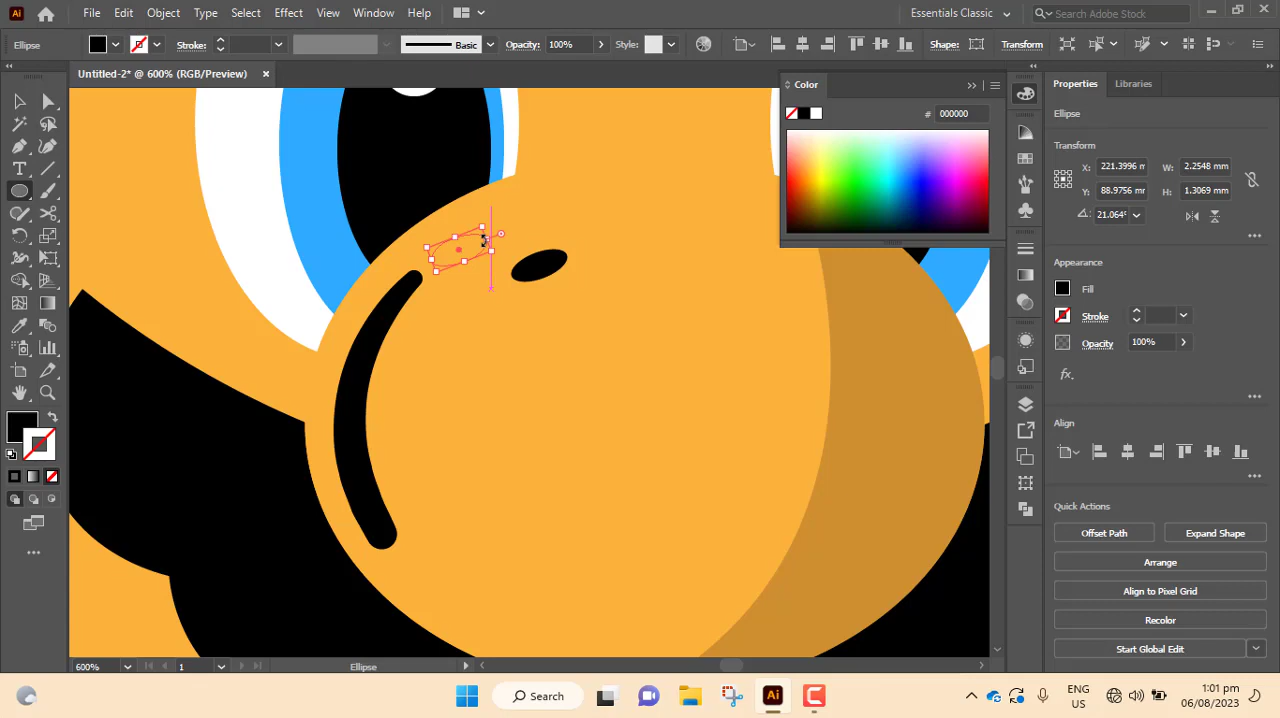 Ai File Edit Object Type Select Effect View Window Help Essentials Classic Search Adobe Stock
Ellipse Stroke: Basic Opacity: 100% Style: Shape: Transform
Untitled-2* @ 600% (RGB/Preview) ×
Color
# 000000
Properties Libraries
Ellipse
Transform
X: 221.3996 m W: 2.2548 mm
Y: 88.9756 m H: 1.3069 mm
21.064°
Appearance
Fill
Stroke
Opacity 100%
fx.
Align
Quick Actions
Offset Path Expand Shape
Arrange
Align to Pixel Grid
Recolor
Start Global Edit
600% 1 Ellipse
Search Ai ENG US 1:01 pm 06/08/2023